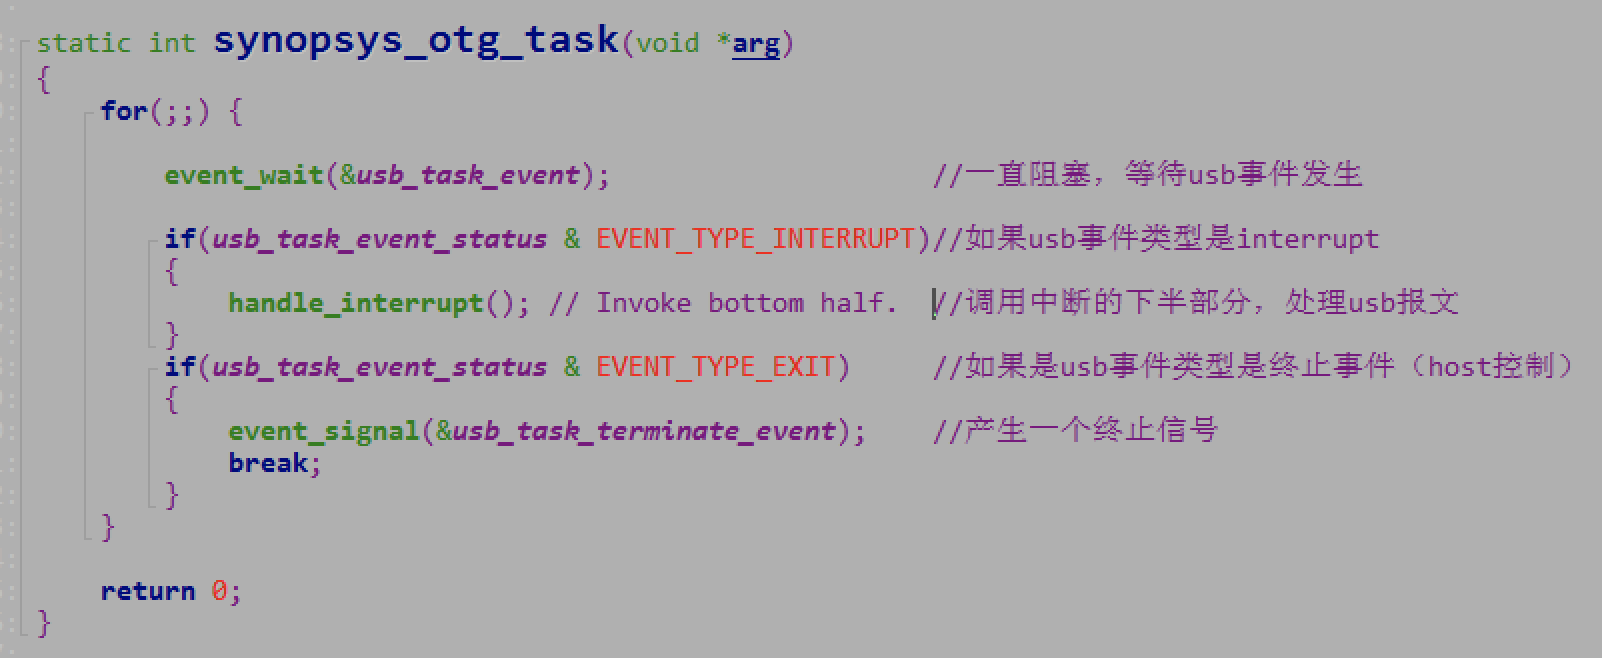 static int synopsys_otg_task(void *arg)
{
for(;;) {
event_wait(&usb_task_event); //一直阻塞，等待usb事件发生
if(usb_task_event_status & EVENT_TYPE_INTERRUPT)//如果usb事件类型是interrupt
{
handle_interrupt(); // Invoke bottom half. //调用中断的下半部分，处理usb报文
}
if(usb_task_event_status & EVENT_TYPE_EXIT) //如果是usb事件类型是终止事件（host控制）
{
event_signal(&usb_task_terminate_event); //产生一个终止信号
break;
}
}
return 0;
}